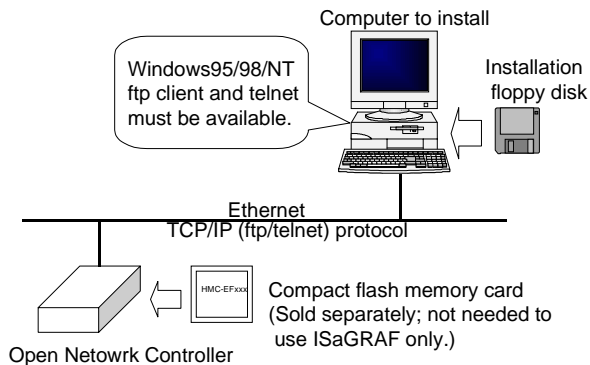 Computer to install
Windows95/98/NT
ftp client and telnet
must be available.
Installation
floppy disk
Ethernet
TCP/IP (ftp/telnet) protocol
HMC-EFxxx
Compact flash memory card
(Sold separately; not needed to
use ISaGRAF only.)
Open Netowrk Controller